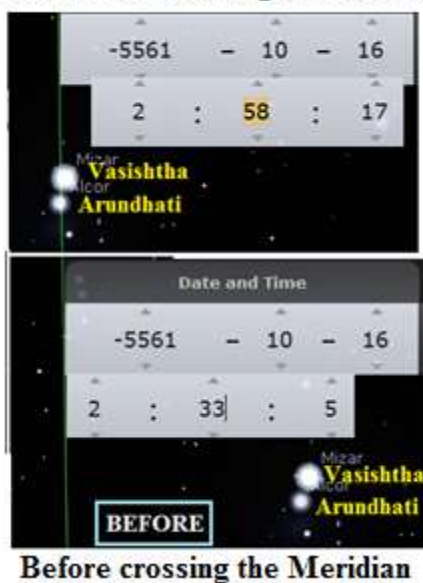 -5561 - 10 - 16
2 : 58 : 17
Mizar
Vasishtha
Alcor
Arundhati
Date and Time
-5561 - 10 - 16
2 : 33 : 5
Mizar
Vasishtha
Arundhati
BEFORE
Before crossing the Meridian